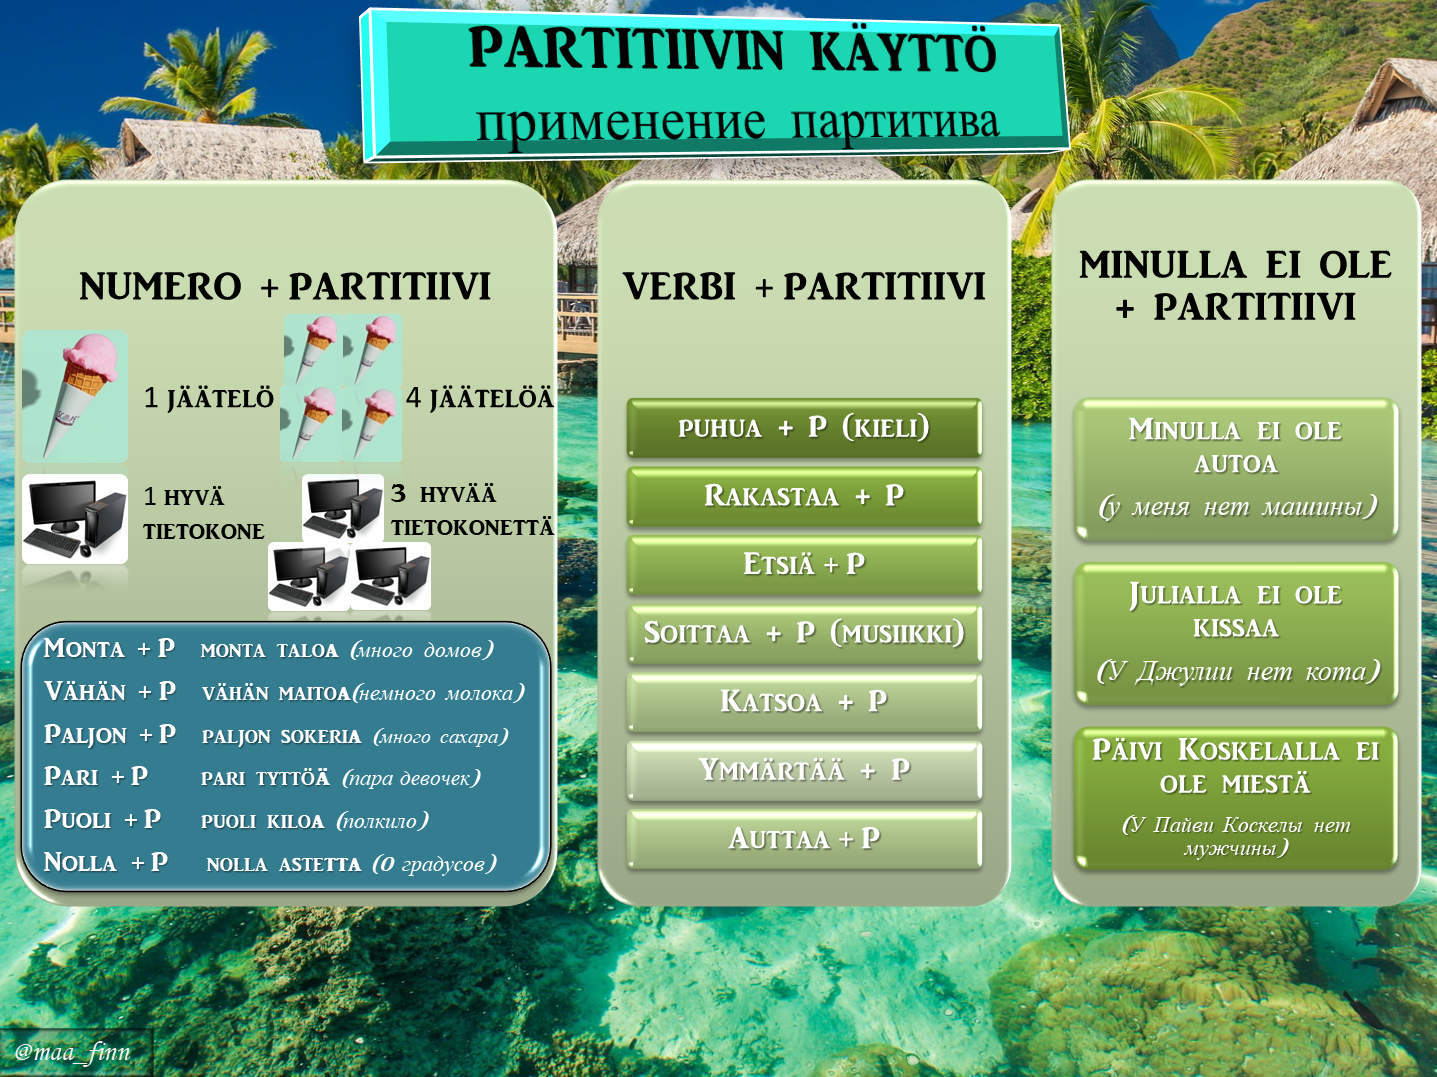 PARTITIIVIN KÄYTTÖ
применение партитива
NUMERO + PARTITIIVI
1 JÄÄTELÖ
4 JÄÄTELÖÄ
1 HYVÄ
TIETOKONE
3 HYVÄÄ
TIETOKONETTÄ
MONTA + P MONTA TALOA (много домов)
VÄHÄN + P VÄHÄN MAITOA(немного молока)
PALJON + P PALJON SOKERIA (много сахара)
PARI + P PARI TYTTÖÄ (пара девочек)
PUOLI + P PUOLI KILOA (полкило)
NOLLA + P NOLLA ASTETTA (0 градусов)
VERBI + PARTITIIVI
PUHUA + P (KIELI)
RAKASTAA + P
ETSIÄ + P
SOITTAA + P (MUSIIKKI)
KATSOA + P
YMMÄRTÄÄ + P
AUTTAA + P
MINULLA EI OLE
+ PARTITIIVI
MINULLA EI OLE
AUTOA
(у меня нет машины)
JULIALLA EI OLE
KISSAA
(У Джулии нет кота)
PÄIVI KOSKELALLA EI
OLE MIESTÄ
(У Пайви Коскелы нет
мужчины)
@maa_finn